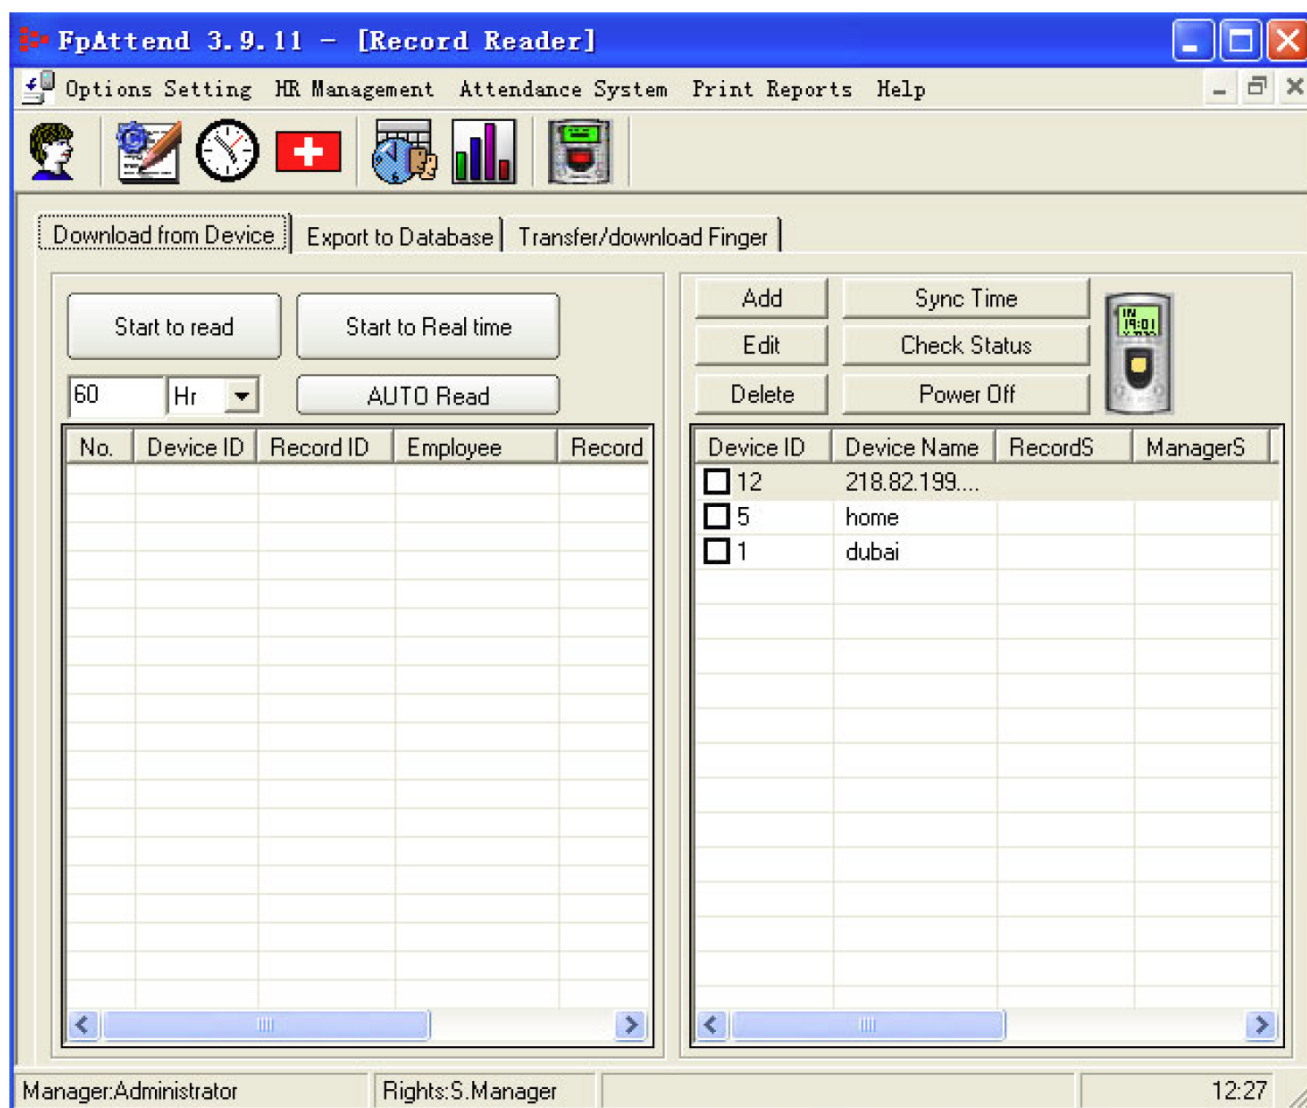 FpAttend 3.9.11 - [Record Reader]
Options Setting HR Management Attendance System Print Reports Help
Download from Device Export to Database Transfer/download Finger
Start to read Start to Real time
60 Hr AUTO Read
Add Sync Time
Edit Check Status
Delete Power Off
IN
19:01
No. Device ID Record ID Employee Record
Device ID Device Name RecordS ManagerS
12 218.82.199....
5 home
1 dubai
Manager:Administrator Rights:S.Manager 12:27